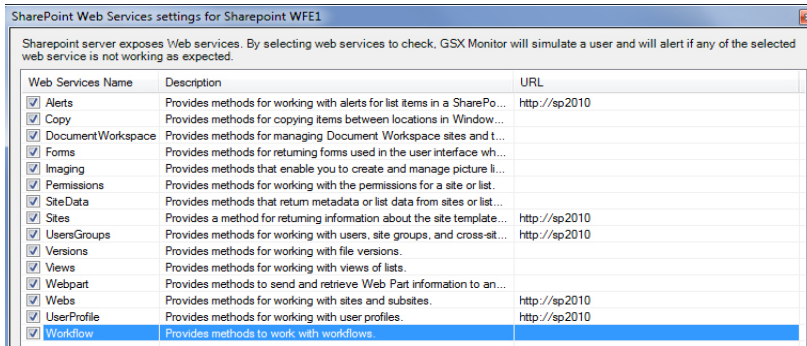 SharePoint Web Services settings for Sharepoint WFE1
Sharepoint server exposes Web services. By selecting web services to check, GSX Monitor will simulate a user and will alert if any of the selected
web service is not working as expected.
Web Services Name Description URL
Alerts Provides methods for working with alerts for list items in a SharePo... http://sp2010
Copy Provides methods for copying items between locations in Window...
DocumentWorkspace Provides methods for managing Document Workspace sites and t...
Forms Provides methods for returning forms used in the user interface wh...
Imaging Provides methods that enable you to create and manage picture li...
Permissions Provides methods for working with the permissions for a site or list.
SiteData Provides methods that return metadata or list data from sites or list...
Sites Provides a method for returning information about the site template... http://sp2010
UsersGroups Provides methods for working with users, site groups, and cross-sit... http://sp2010
Versions Provides methods for working with file versions.
Views Provides methods for working with views of lists.
Webpart Provides methods to send and retrieve Web Part information to an...
Webs Provides methods for working with sites and subsites. http://sp2010
UserProfile Provides methods for working with user profiles. http://sp2010
Workflow Provides methods to work with workflows.